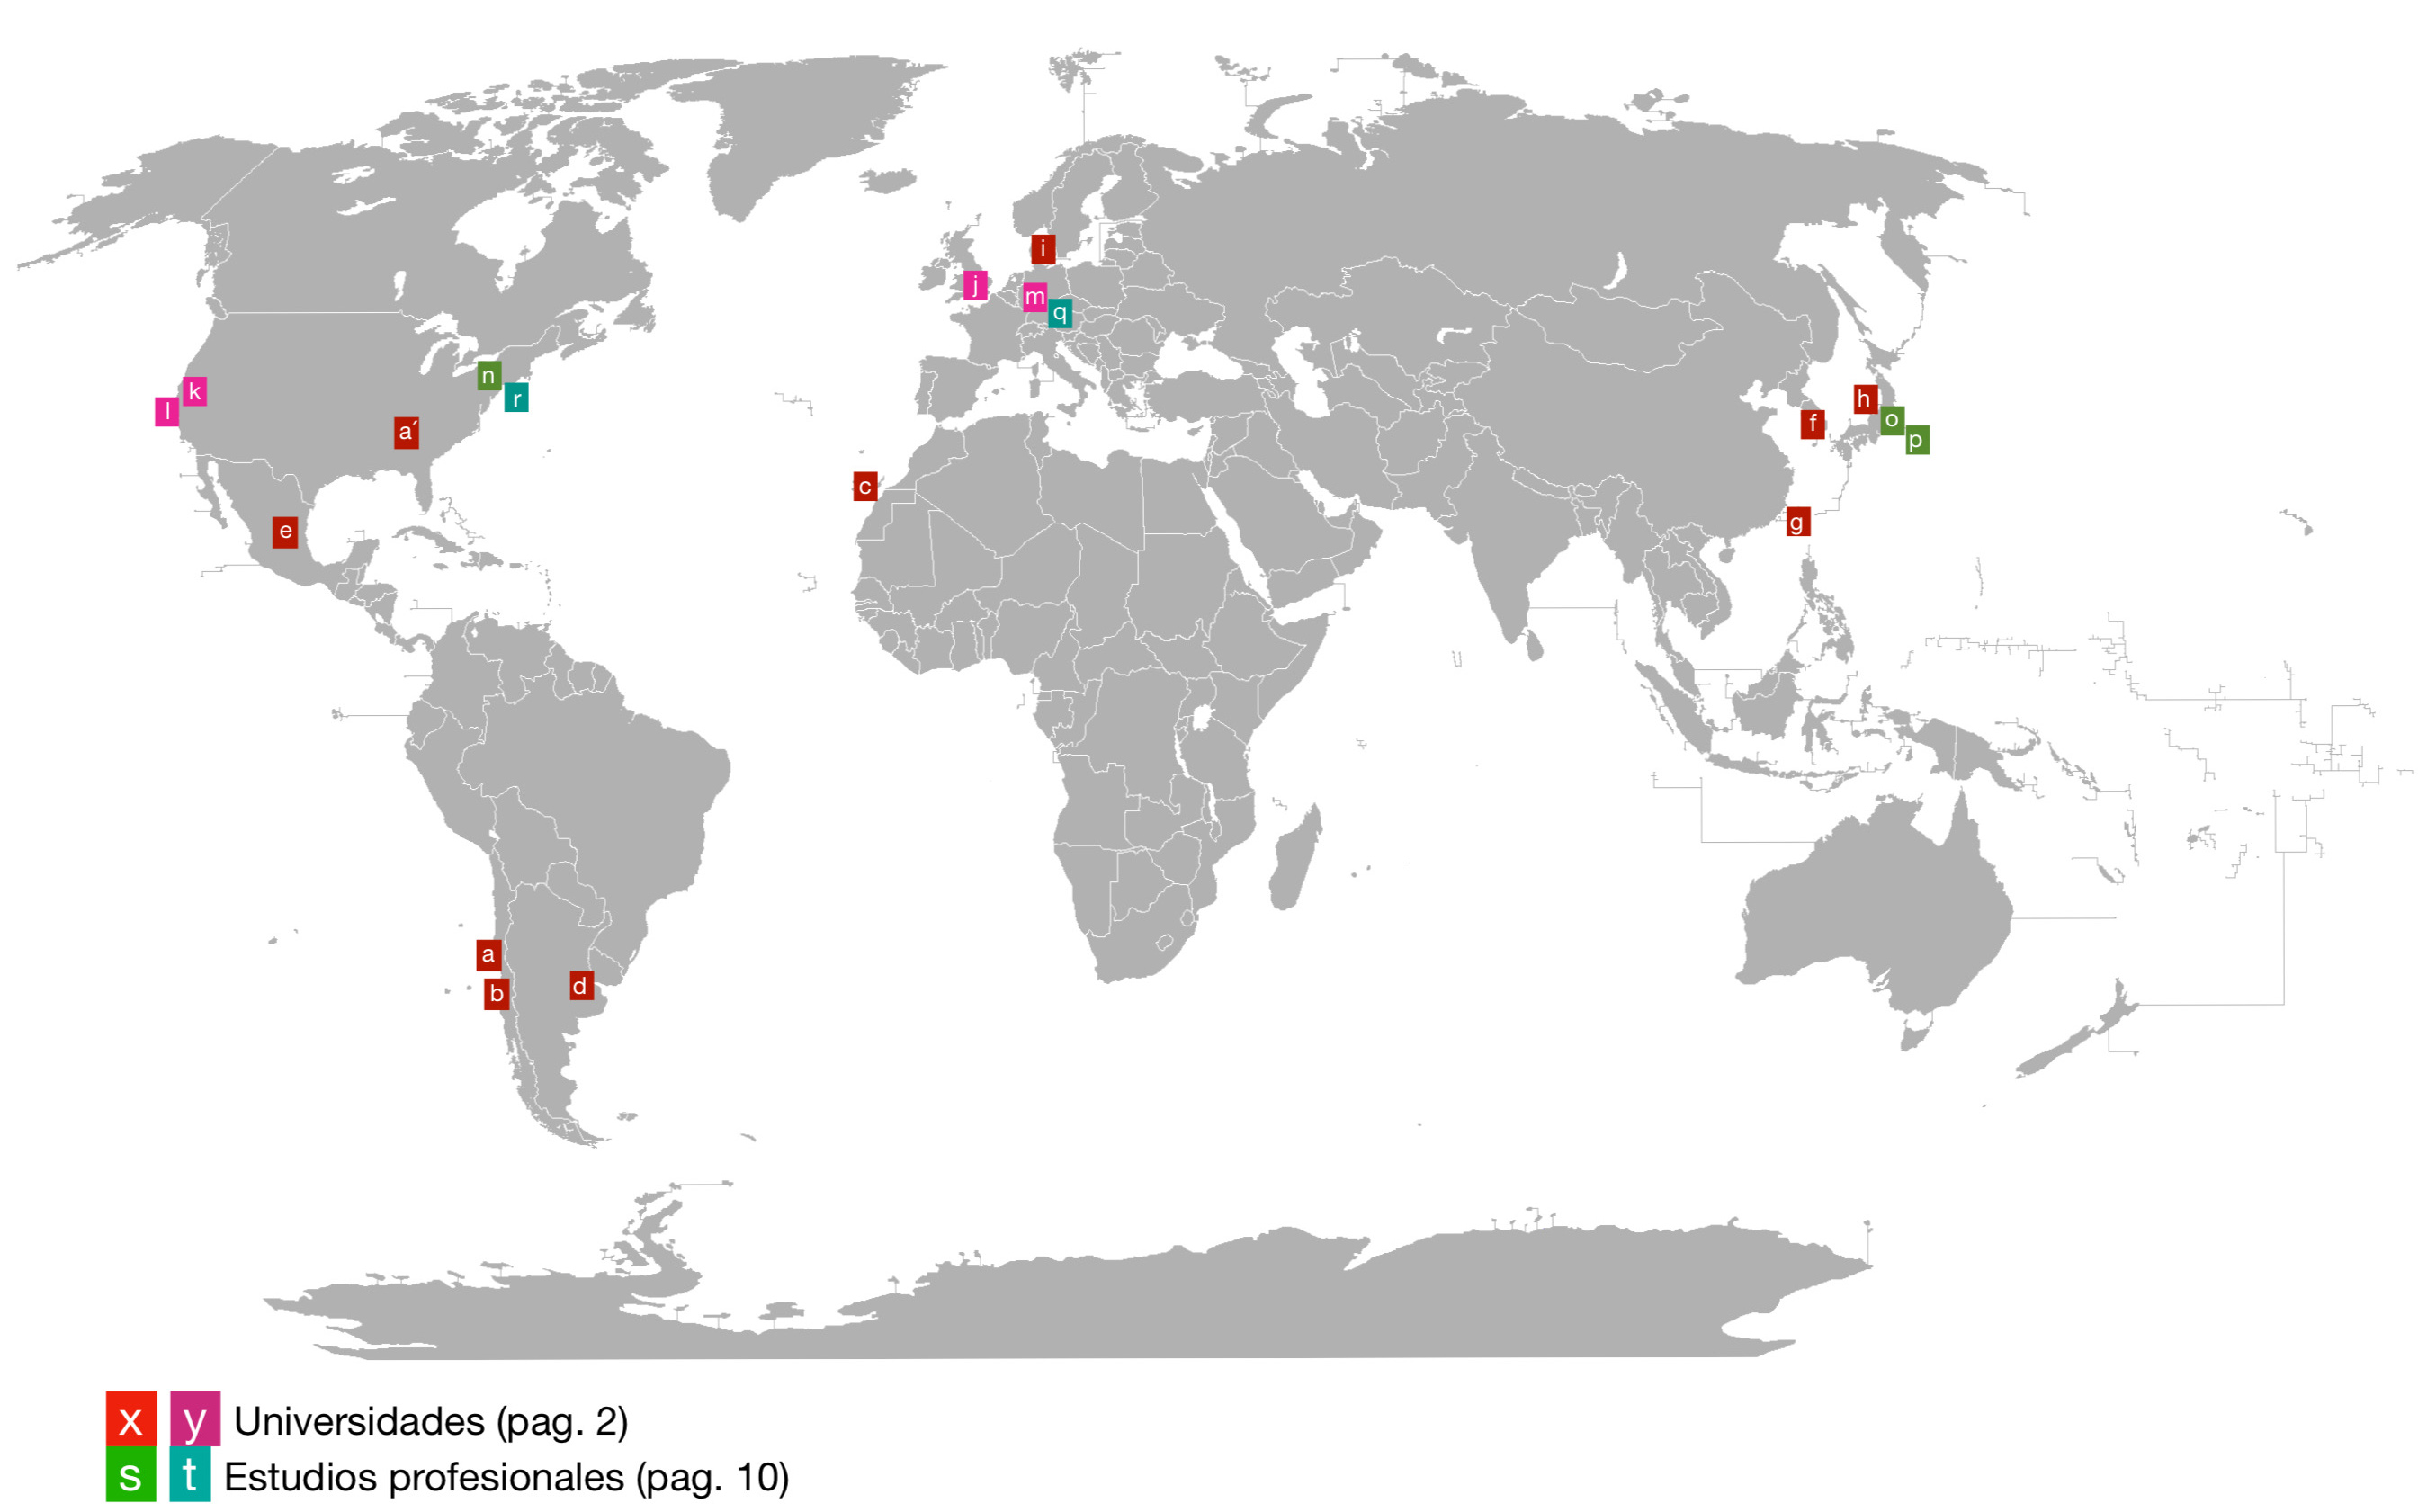 i
j
m
q
n
k
r
l
h
o
a´
f
p
c
g
e
a
d
b
x y Universidades (pag. 2)
s t Estudios profesionales (pag. 10)